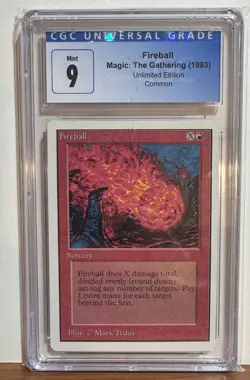 CGC UNIVERSAL GRADE
Mint
9
Fireball
Magic: The Gathering (1993)
Unlimited Edition
Common
Fireball
X
Sorcery
Fireball does X damage total,
divided evenly (round down)
among any number of targets. Pay
1 extra mana for each target
beyond the first.
Illus. © Mark Tedin